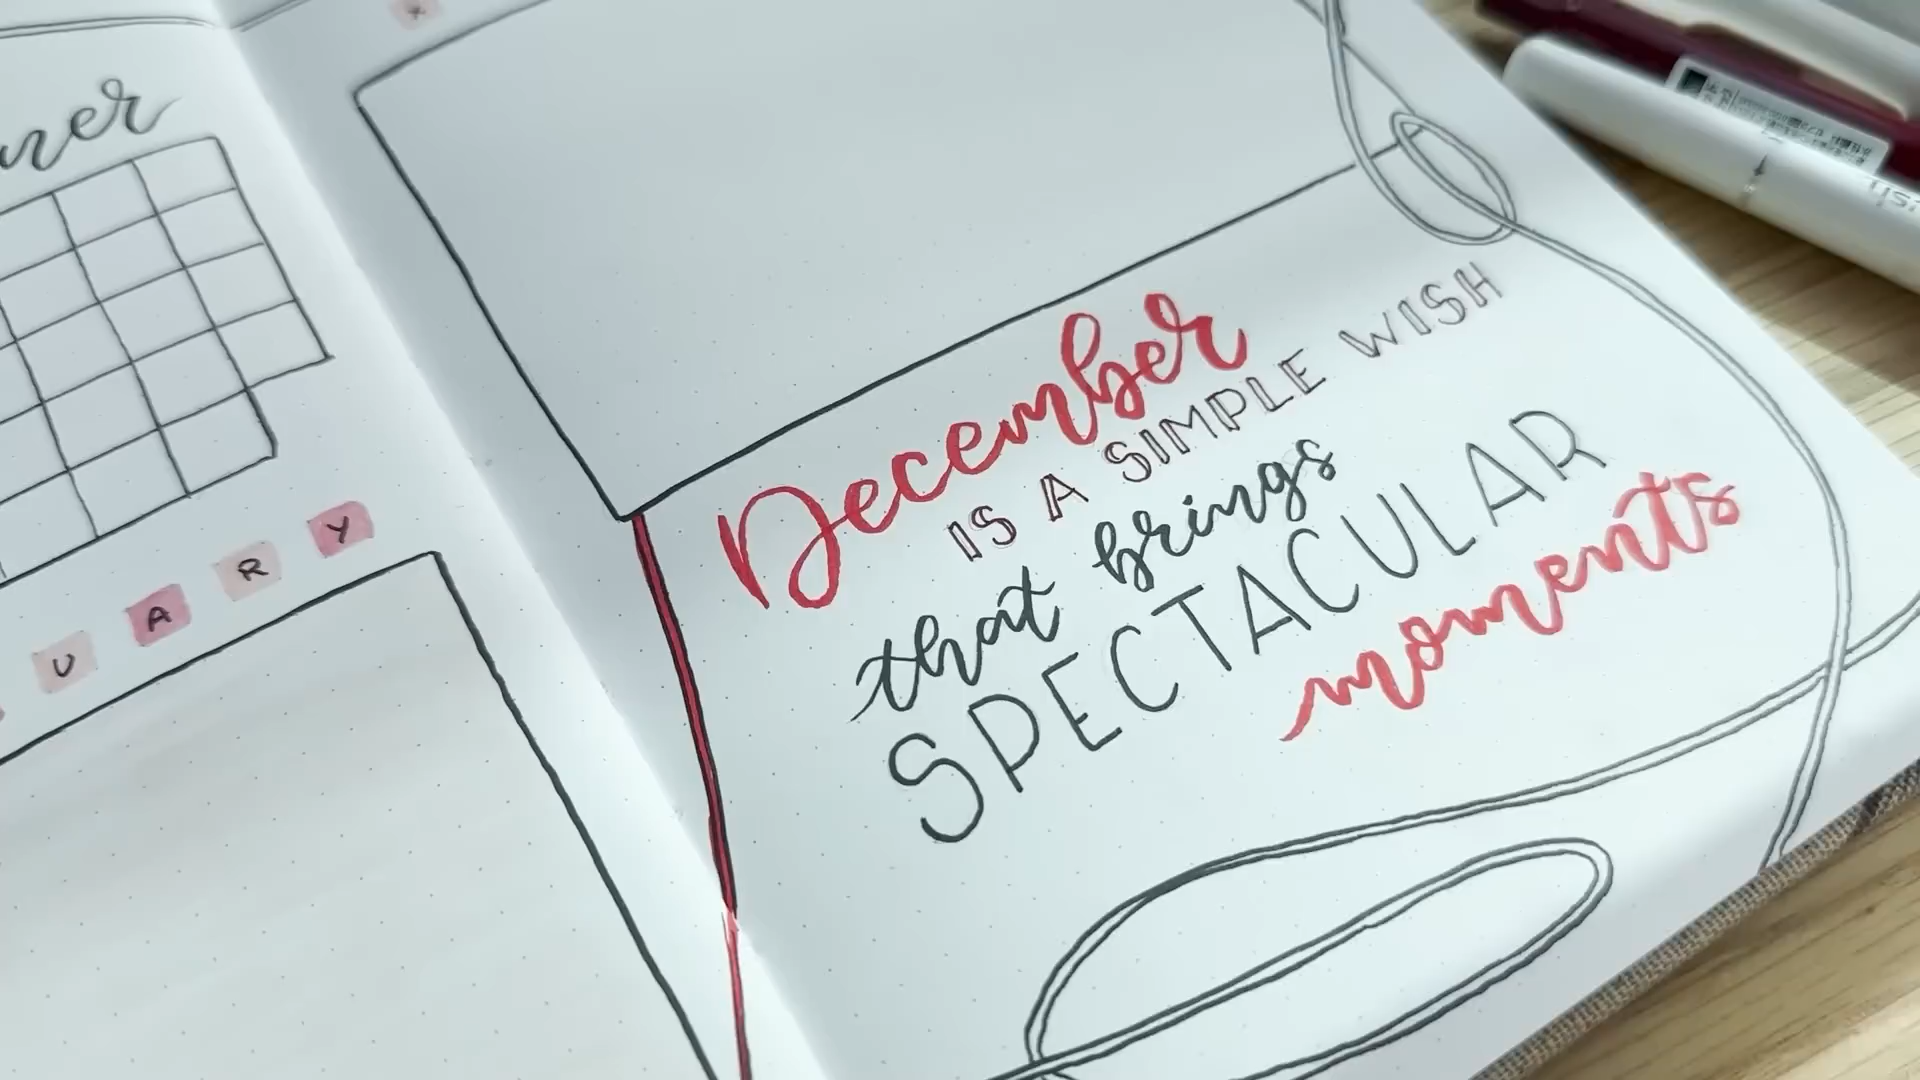 ner
U A R Y
December
IS A SIMPLE WISH
that brings
SPECTACULAR
moments